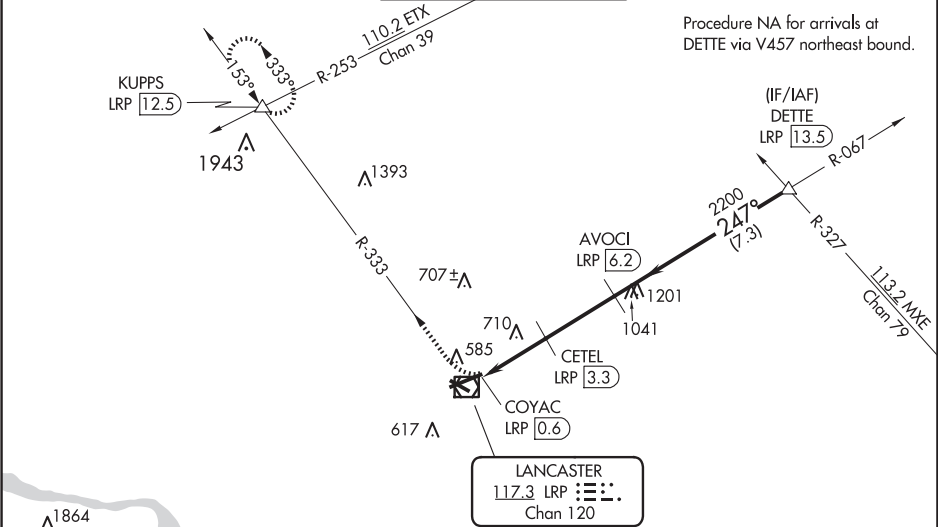 110.2 ETX
Chan 39
R-253
Procedure NA for arrivals at
DETTE via V457 northeast bound.
153°
333°
KUPPS
LRP 12.5
1943
1393
(IF/IAF)
DETTE
LRP 13.5
R-067
2200
247°
(7.3)
R-327
113.2 MXE
Chan 79
R-333
AVOCI
LRP 6.2
707±
1201
1041
710
585
CETEL
LRP 3.3
COYAC
LRP 0.6
617
LANCASTER
117.3 LRP
Chan 120
1864